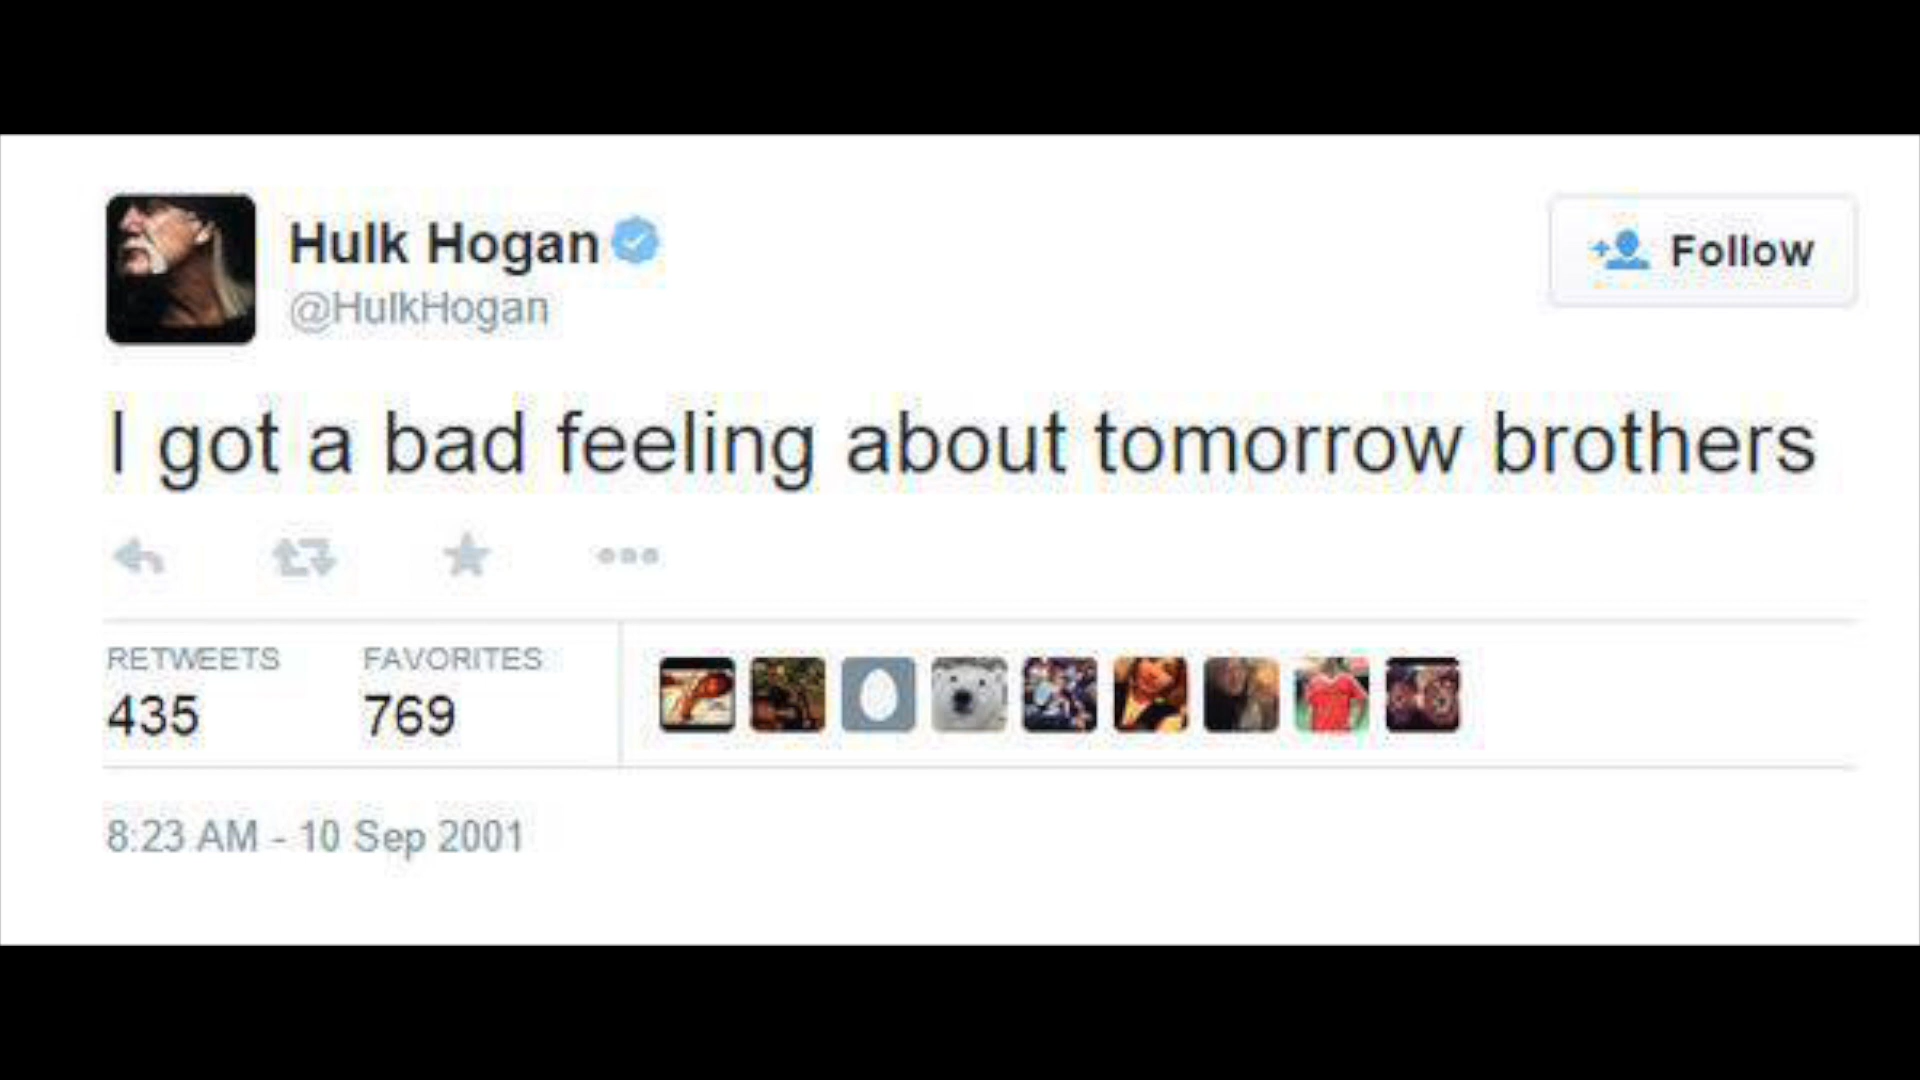 Hulk Hogan
@HulkHogan
Follow
I got a bad feeling about tomorrow brothers
RETWEETS
FAVORITES
435
769
8:23 AM - 10 Sep 2001